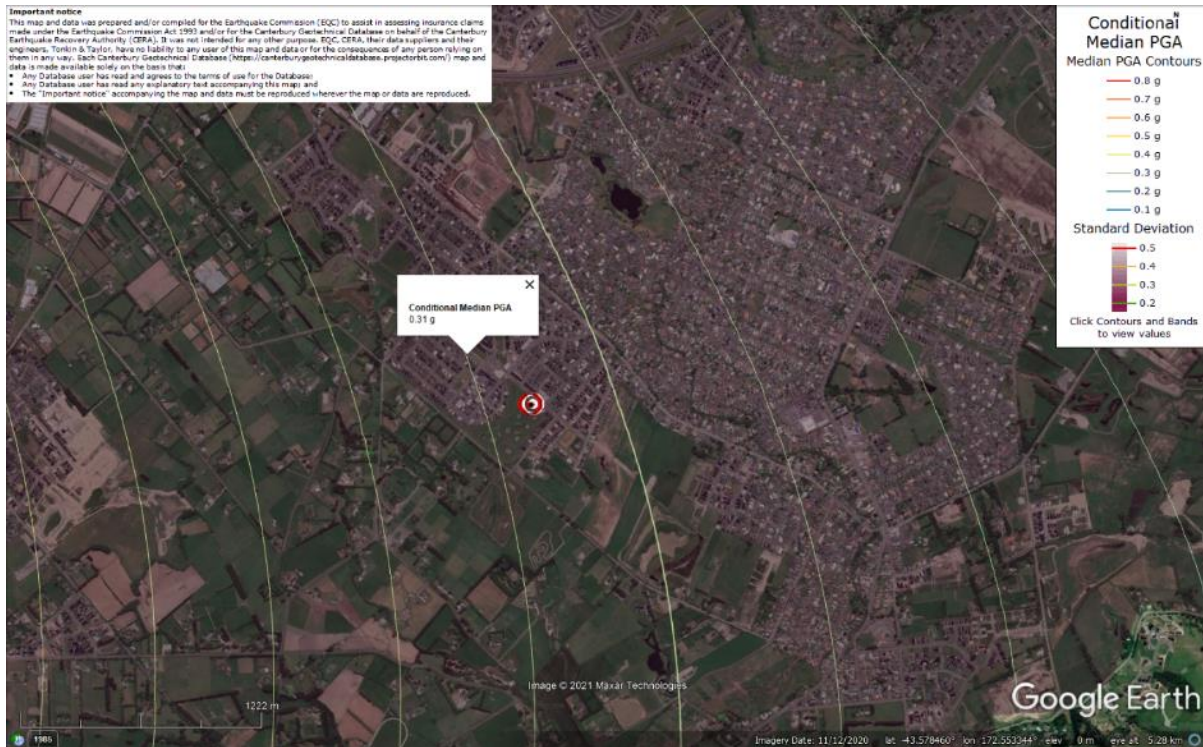 Important notice
This map and data was prepared and/or compiled for the Earthquake Commission (EQC) to assist in assessing insurance claims
made under the Earthquake Commission Act 1993 and/or for the Canterbury Geotechnical Database on behalf of the Canterbury
Earthquake Recovery Authority (CERA). It was not intended for any other purpose. EQC, CERA, their data suppliers and their
engineers, Tonkin & Taylor, have no liability to any user of this map and data or for the consequences of any person relying on
them in any way. Each Canterbury Geotechnical Database (https://canterburygeotechnicaldatabase.projectorbit.com/) map and
data is made available solely on the basis that:
• Any Database user has read and agrees to the terms of use for the Database;
• Any Database user has read any explanatory text accompanying this map; and
• The "Important notice" accompanying the map and data must be reproduced wherever the map or data are reproduced.
N
Conditional
Median PGA
Median PGA Contours
0.8 g
0.7 g
0.6 g
0.5 g
0.4 g
0.3 g
0.2 g
0.1 g
Standard Deviation
0.5
0.4
0.3
0.2
Click Contours and Bands
to view values
Conditional Median PGA
0.31 g
Image © 2021 Maxar Technologies
Google Earth
1222 m
1985
Imagery Date: 11/12/2020 lat -43.578460° lon 172.553344° elev 0 m eye alt 5.28 km